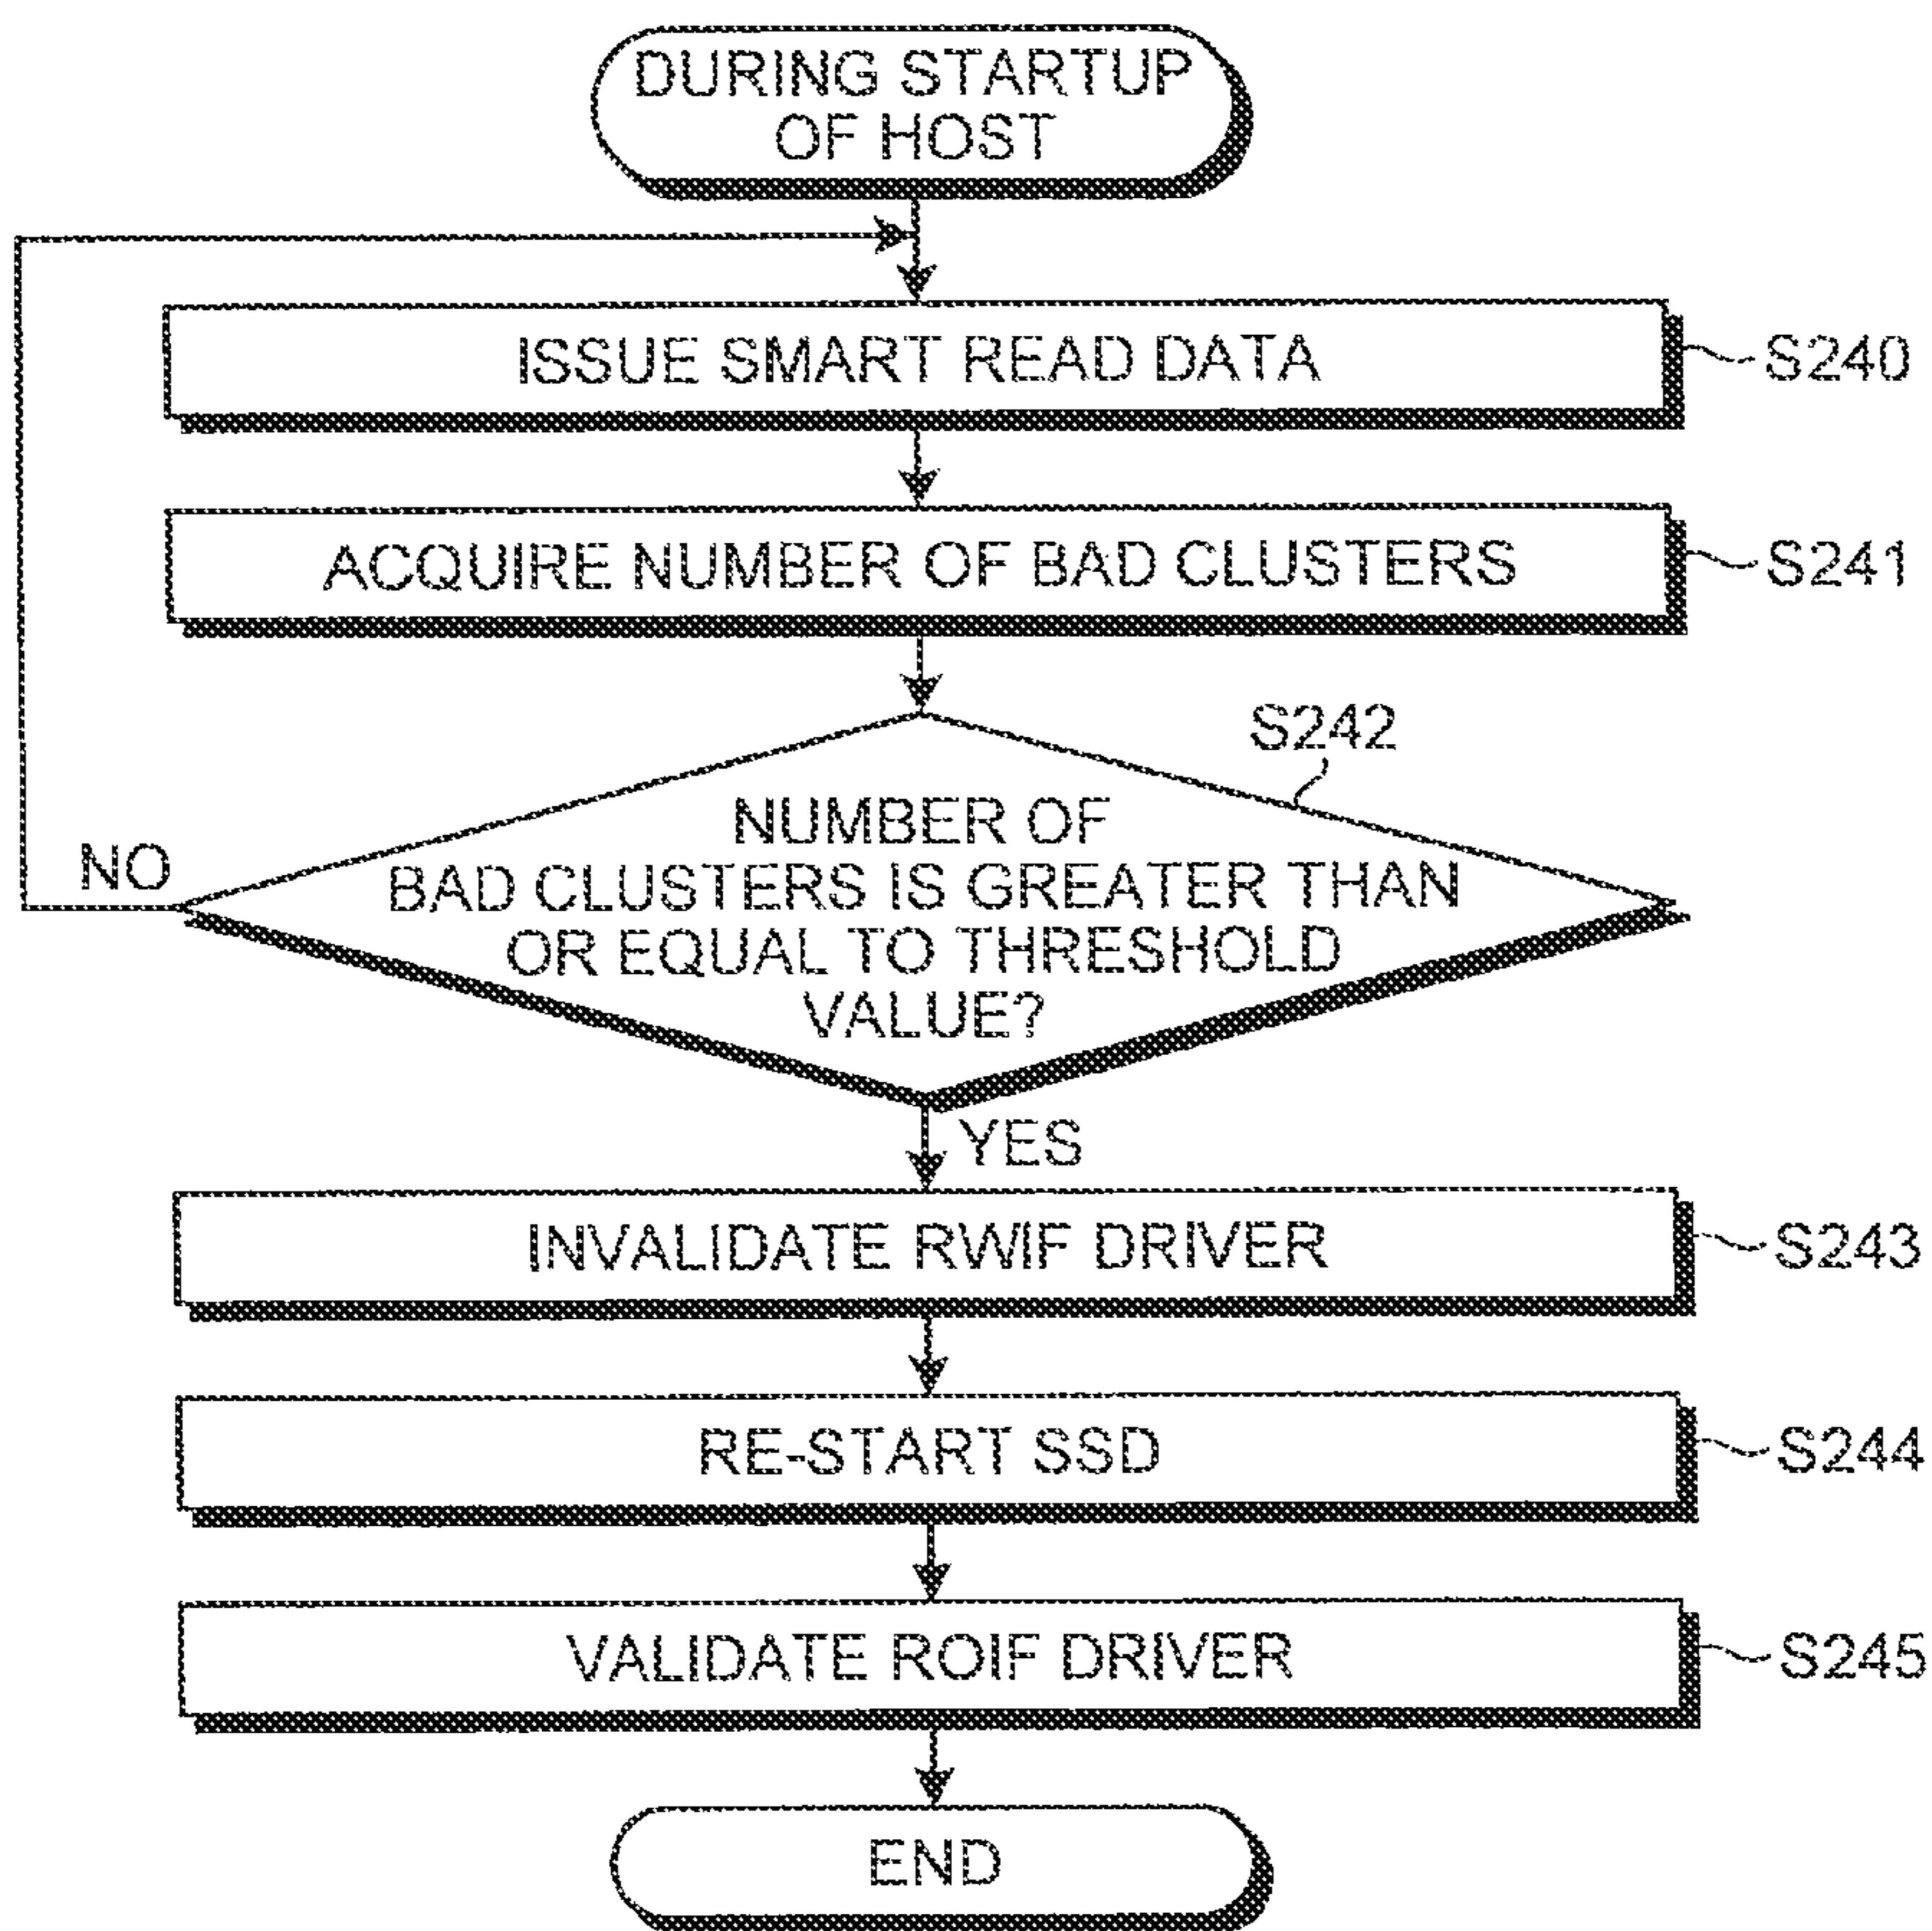 DURING STARTUP
OF HOST
ISSUE SMART READ DATA
S240
ACQUIRE NUMBER OF BAD CLUSTERS
S241
S242
NUMBER OF
BAD CLUSTERS IS GREATER THAN
OR EQUAL TO THRESHOLD
VALUE?
NO
YES
INVALIDATE RWIF DRIVER
S243
RE-START SSD
S244
VALIDATE ROIF DRIVER
S245
END